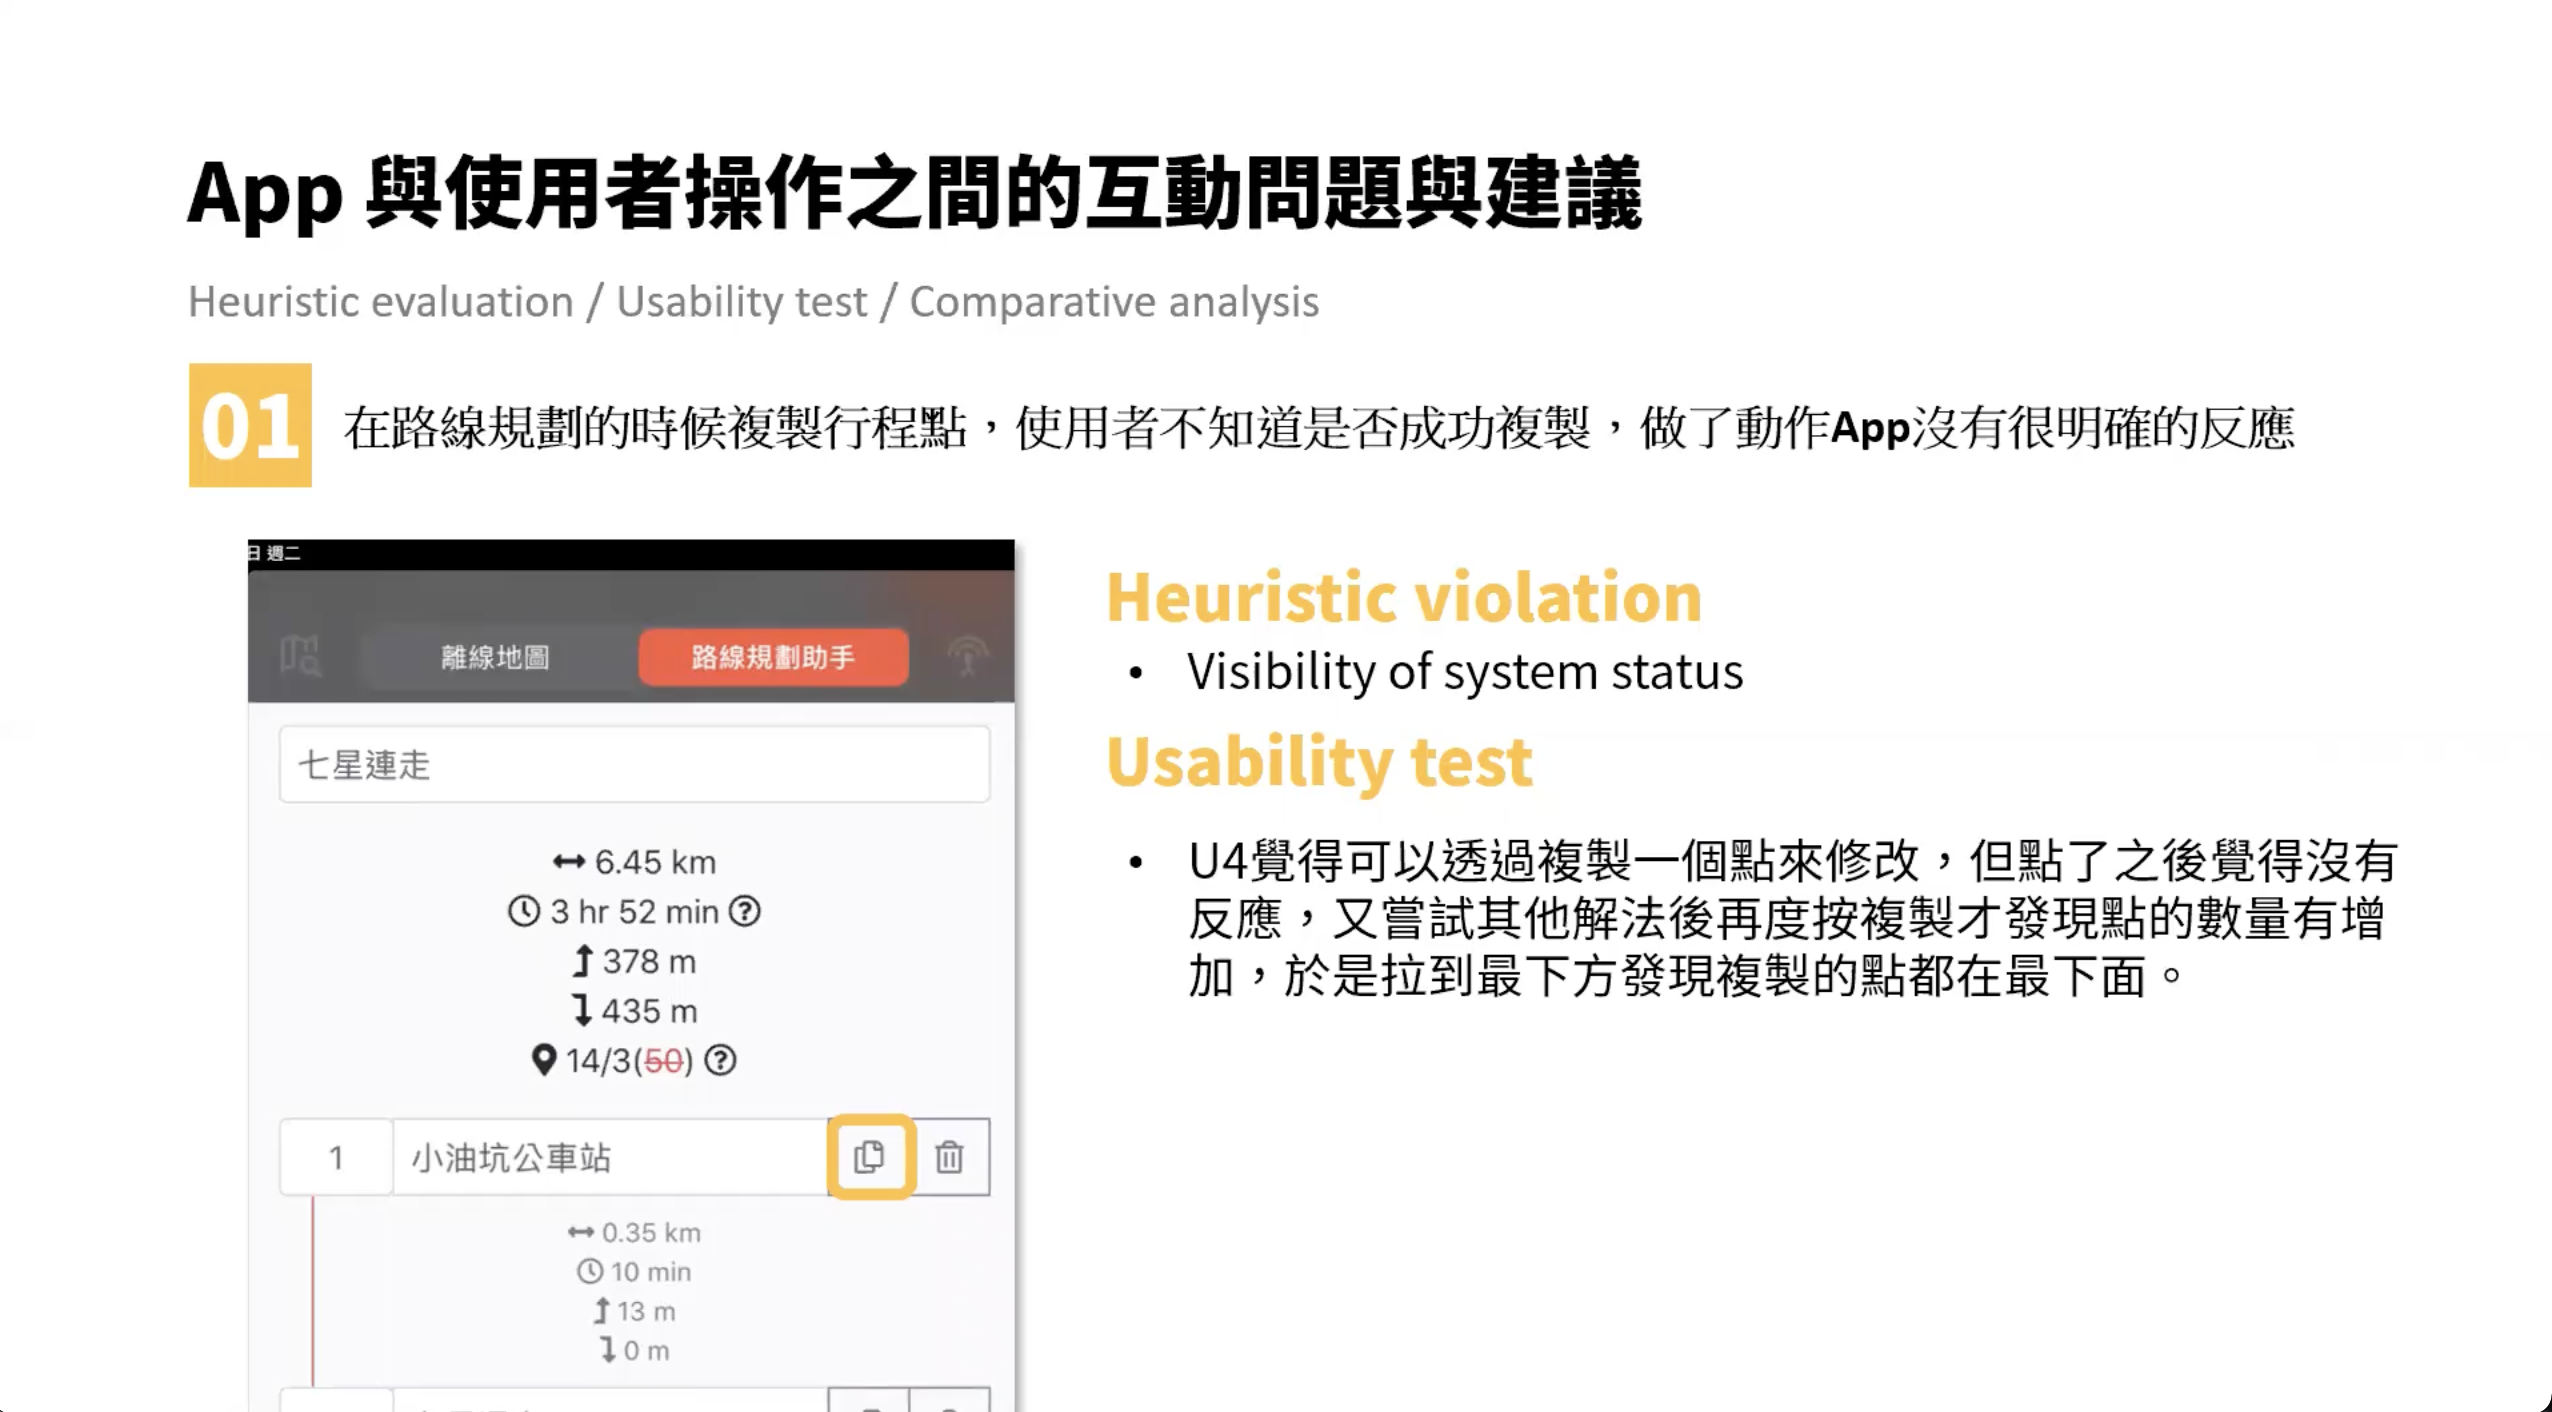 App 與使用者操作之間的互動問題與建議
Heuristic evaluation / Usability test / Comparative analysis
01
在路線規劃的時候複製行程點，使用者不知道是否成功複製，做了動作App沒有很明確的反應
日 週二
離線地圖
路線規劃助手
七星連走
6.45 km
3 hr 52 min
378 m
435 m
14/3(50)
1
小油坑公車站
0.35 km
10 min
13 m
0 m
Heuristic violation
• Visibility of system status
Usability test
• U4覺得可以透過複製一個點來修改，但點了之後覺得沒有
反應，又嘗試其他解法後再度按複製才發現點的數量有增
加，於是拉到最下方發現複製的點都在最下面。